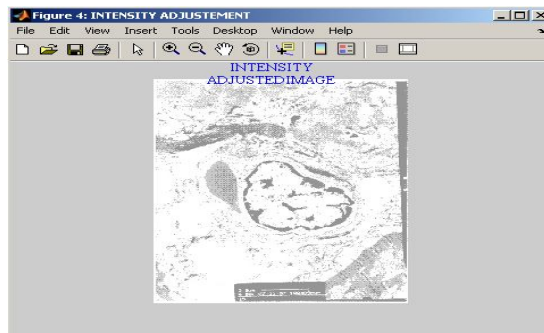 Figure 4: INTENSITY ADJUSTEMENT
File Edit View Insert Tools Desktop Window Help
INTENSITY
ADJUSTEDIMAGE